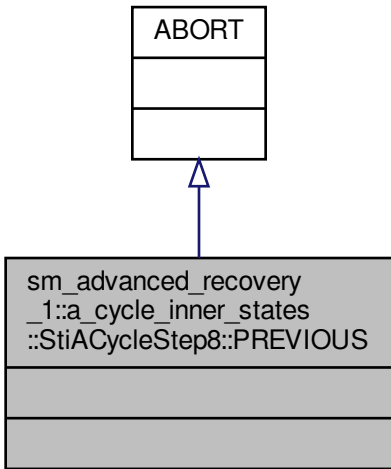 ABORT
sm_advanced_recovery
_1::a_cycle_inner_states
::StiACycleStep8::PREVIOUS